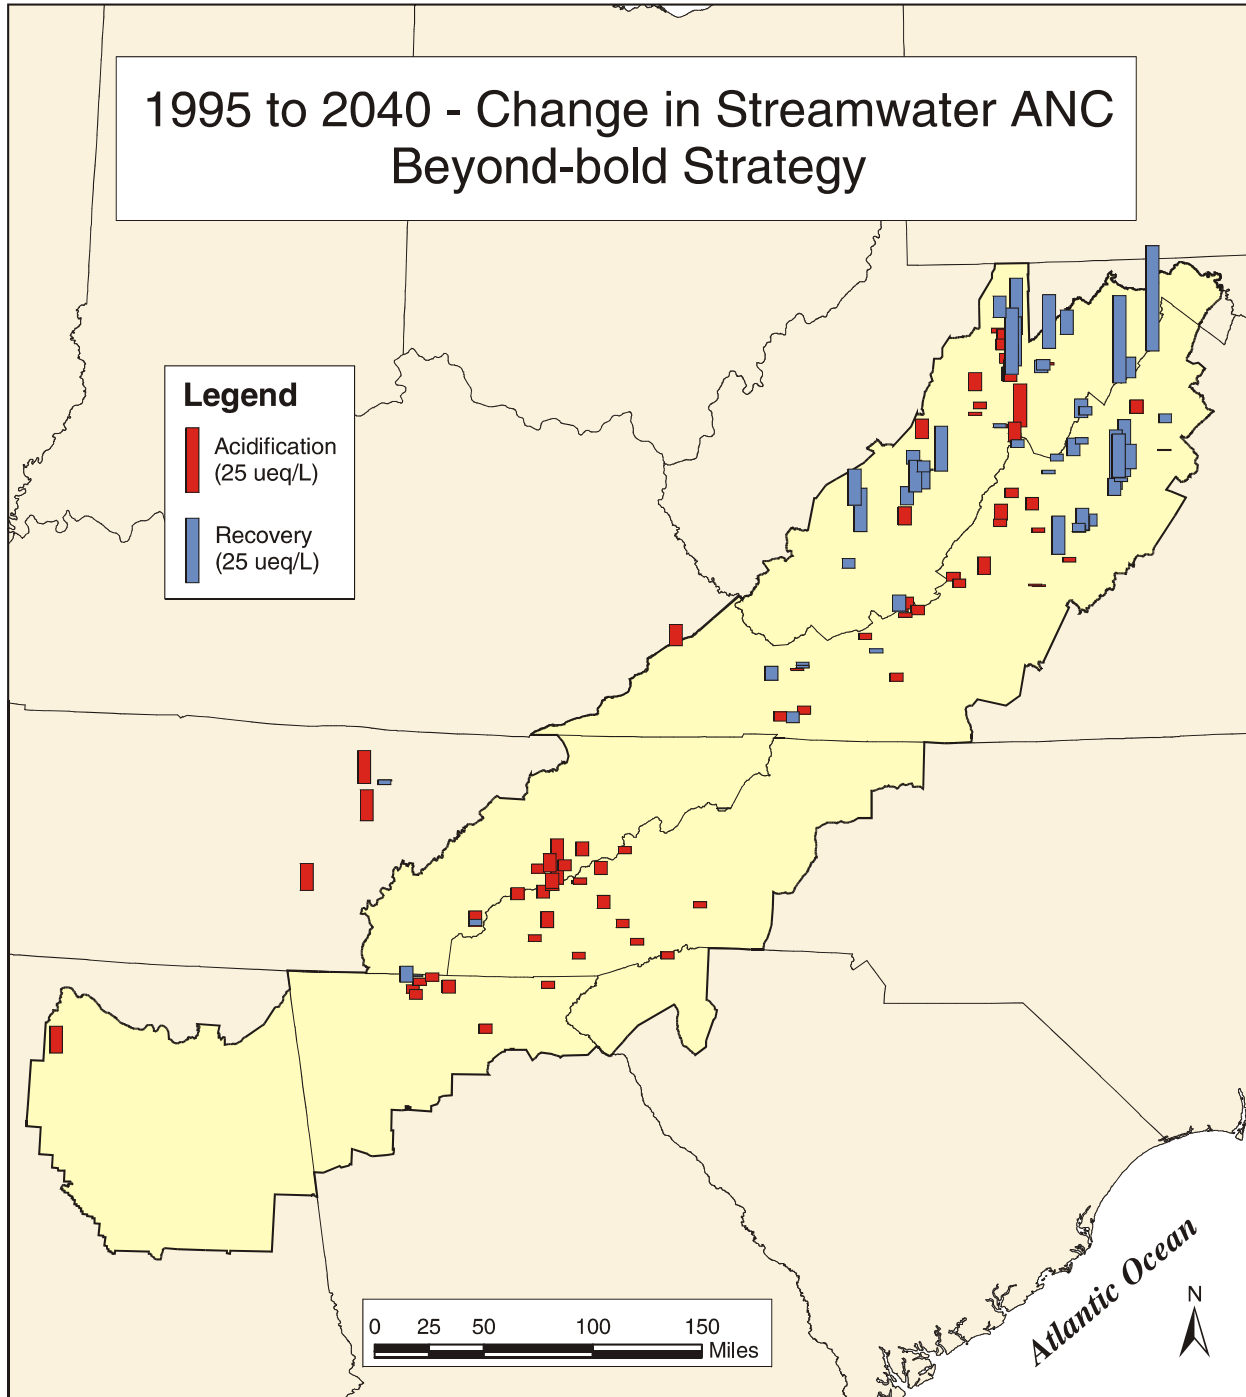 1995 to 2040 - Change in Streamwater ANC
Beyond-bold Strategy
Legend
Acidification
(25 ueq/L)
Recovery
(25 ueq/L)
0 25 50 100 150
Miles
Atlantic Ocean
N